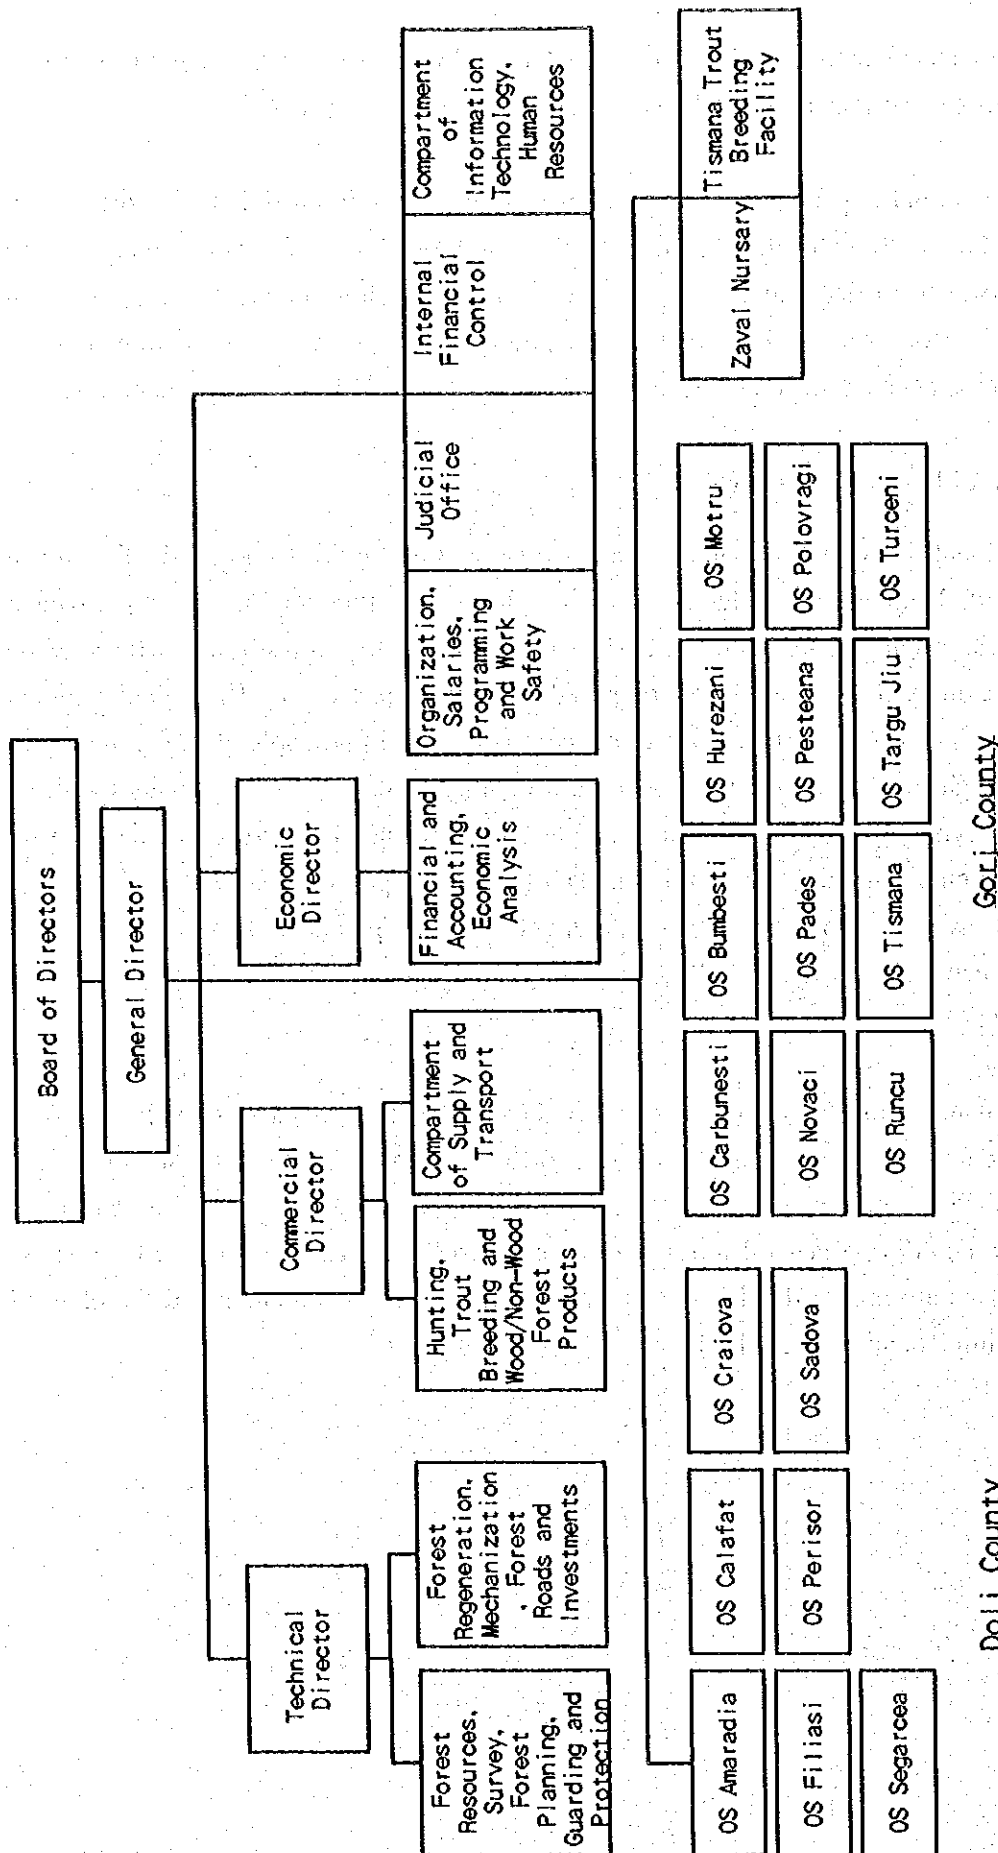 Board of Directors
General Director
Technical
Director
Commercial
Director
Economic
Director
Forest
Resources,
Survey,
Forest
Planning,
Guarding and
Protection
Forest
Regeneration,
Mechanization
, Forest
Roads and
Investments
Hunting,
Trout
Breeding and
Wood/Non-Wood
Forest
Products
Compartment
of Supply and
Transport
Financial and
Accounting,
Economic
Analysis
Organization,
Salaries,
Programming
and Work
Safety
Judicial
Office
Internal
Financial
Control
Compartment
of
Information
Technology,
Human
Resources
OS Amaradia
OS Calafat
OS Craiova
OS Filiasi
OS Perisor
OS Sadova
OS Segarcea
Dolj County
OS Carbunesti
OS Bumbesti
OS Hurezani
OS Motru
OS Novaci
OS Pades
OS Pesteana
OS Polovragi
OS Runcu
OS Tismana
OS Targu Jiu
OS Turceni
Gorj County
Zaval Nursary
Tismana Trout
Breeding
Facility